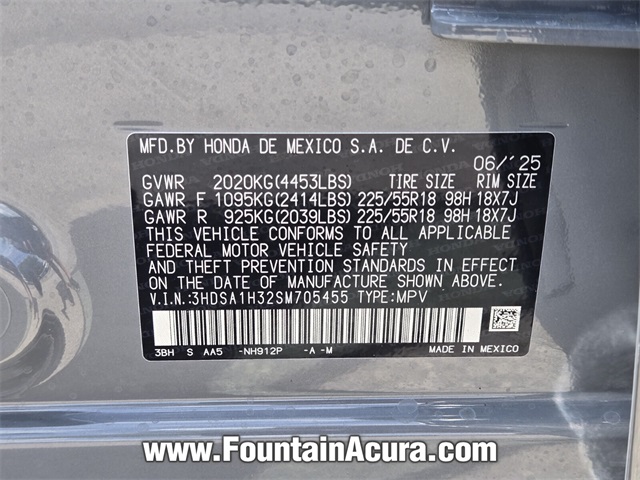 MFD.BY HONDA DE MEXICO S.A. DE C.V.
06/'25
GVWR 2020KG(4453LBS) TIRE SIZE RIM SIZE
GAWR F 1095KG(2414LBS) 225/55R18 98H 18X7J
GAWR R 925KG(2039LBS) 225/55R18 98H 18X7J
THIS VEHICLE CONFORMS TO ALL APPLICABLE
FEDERAL MOTOR VEHICLE SAFETY
AND THEFT PREVENTION STANDARDS IN EFFECT
ON THE DATE OF MANUFACTURE SHOWN ABOVE.
V.I.N.:3HDSA1H32SM705455 TYPE:MPV
3BH S AA5 -NH912P -A -M MADE IN MEXICO
www.FountainAcura.com